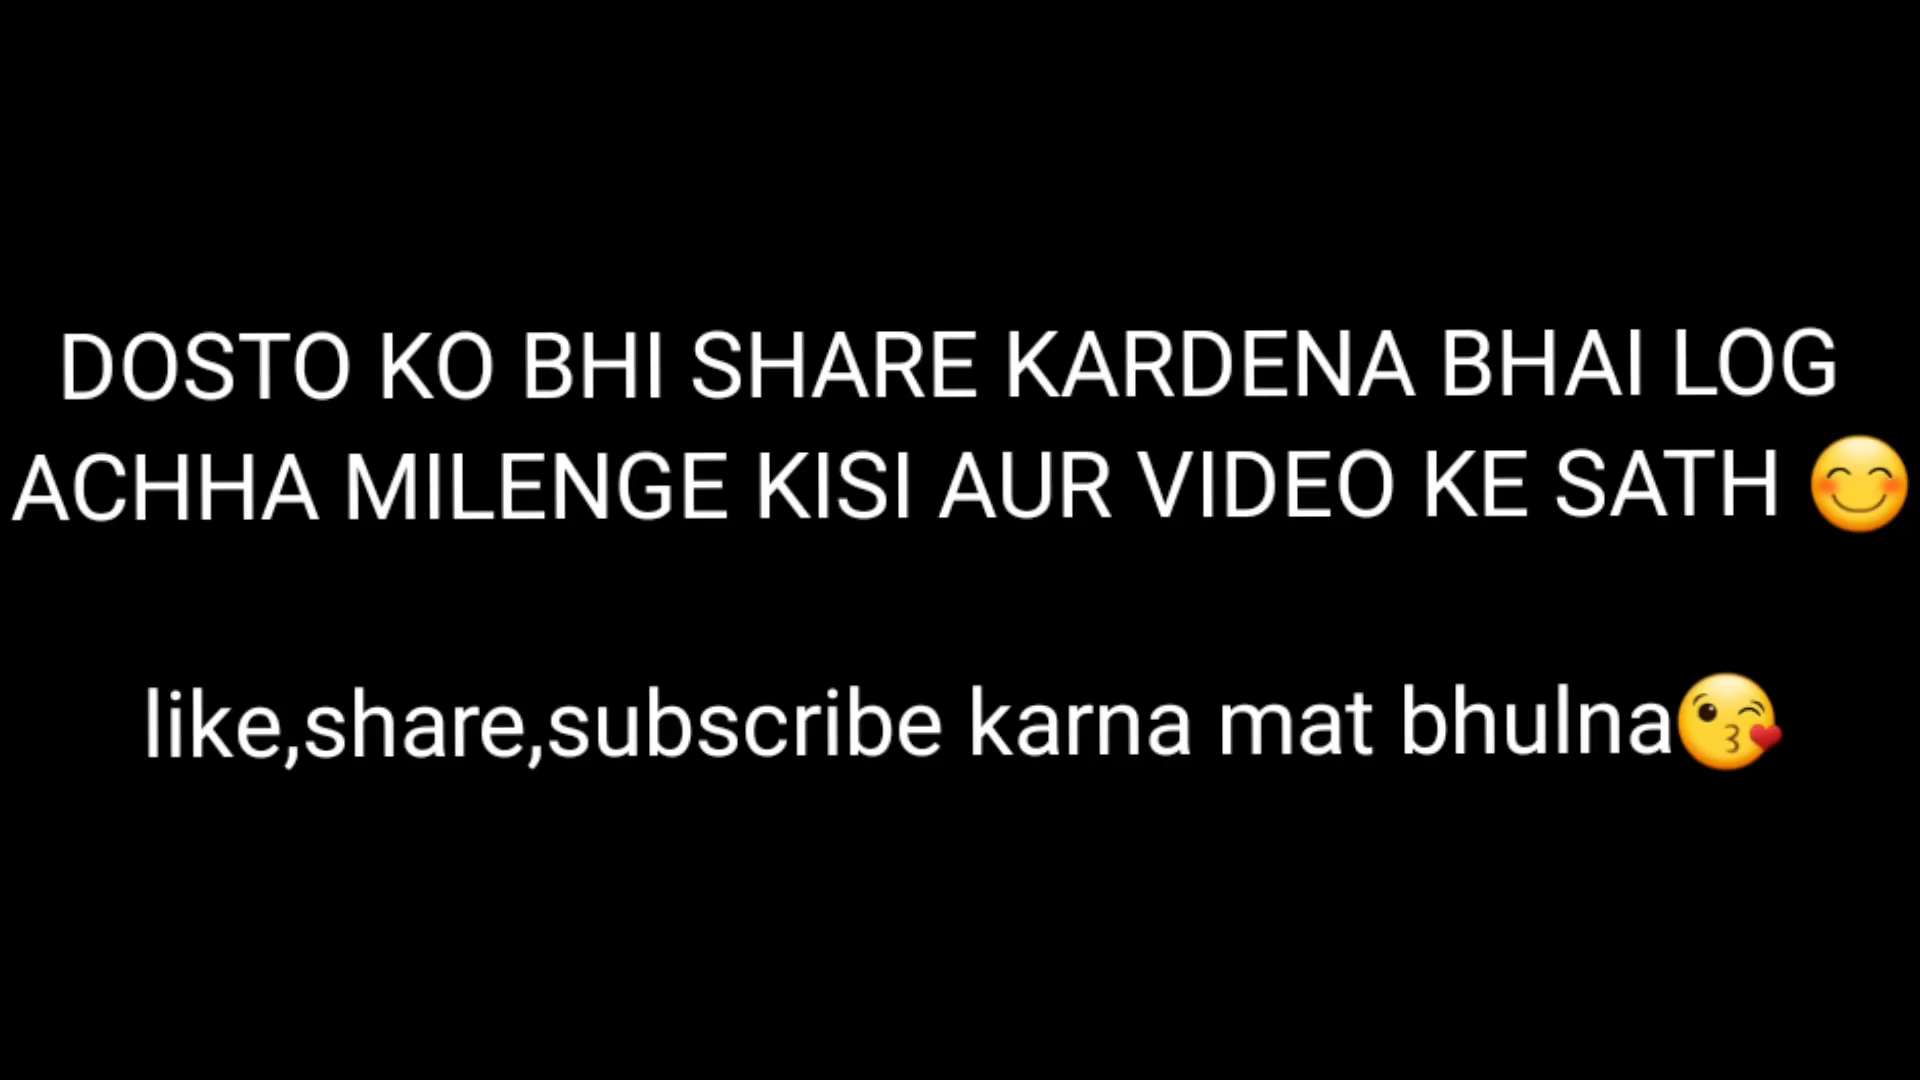 DOSTO KO BHI SHARE KARDENA BHAI LOG
ACHHA MILENGE KISI AUR VIDEO KE SATH 😊
like,share,subscribe karna mat bhulna😘